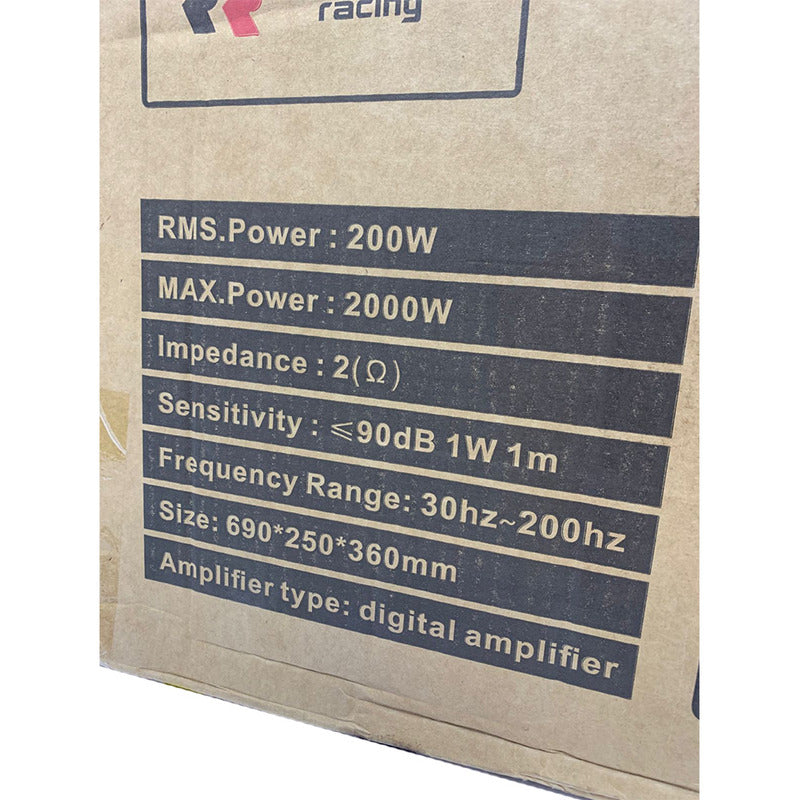 racing
RMS.Power : 200W
MAX.Power : 2000W
Impedance : 2(Ω)
Sensitivity : ≤90dB 1W 1m
Frequency Range: 30hz~200hz
Size: 690*250*360mm
Amplifier type: digital amplifier